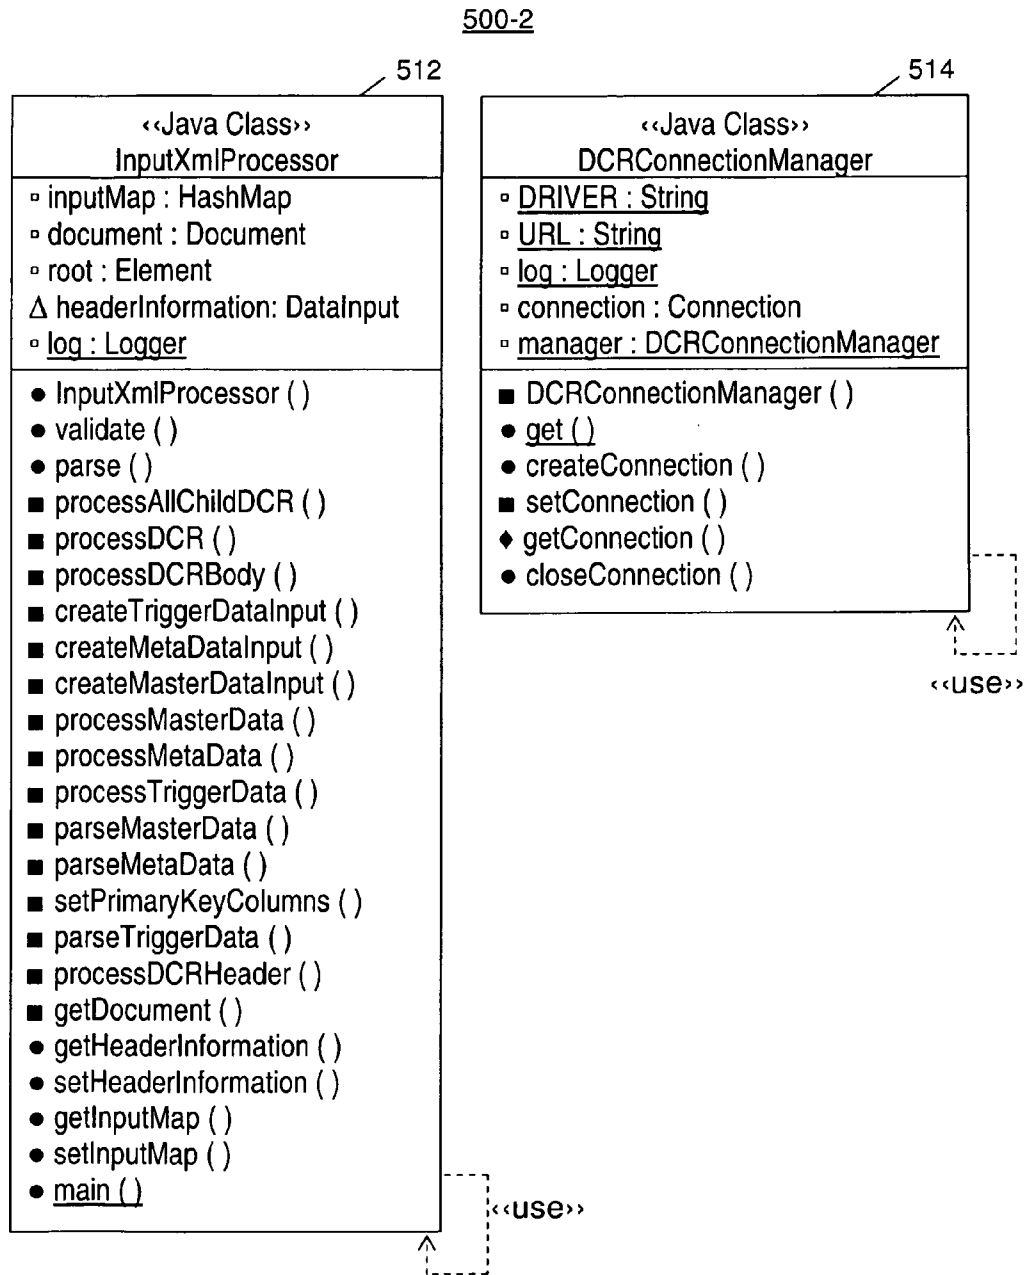 500-2
512
‹‹Java Class››
InputXmlProcessor
inputMap : HashMap
document : Document
root : Element
Δ headerInformation: DataInput
log : Logger
InputXmlProcessor ( )
validate ( )
parse ( )
processAllChildDCR ( )
processDCR ( )
processDCRBody ( )
createTriggerDataInput ( )
createMetaDataInput ( )
createMasterDataInput ( )
processMasterData ( )
processMetaData ( )
processTriggerData ( )
parseMasterData ( )
parseMetaData ( )
setPrimaryKeyColumns ( )
parseTriggerData ( )
processDCRHeader ( )
getDocument ( )
getHeaderInformation ( )
setHeaderInformation ( )
getInputMap ( )
setInputMap ( )
main ( )
‹‹use››
514
‹‹Java Class››
DCRConnectionManager
DRIVER : String
URL : String
log : Logger
connection : Connection
manager : DCRConnectionManager
DCRConnectionManager ( )
get ( )
createConnection ( )
setConnection ( )
getConnection ( )
closeConnection ( )
‹‹use››